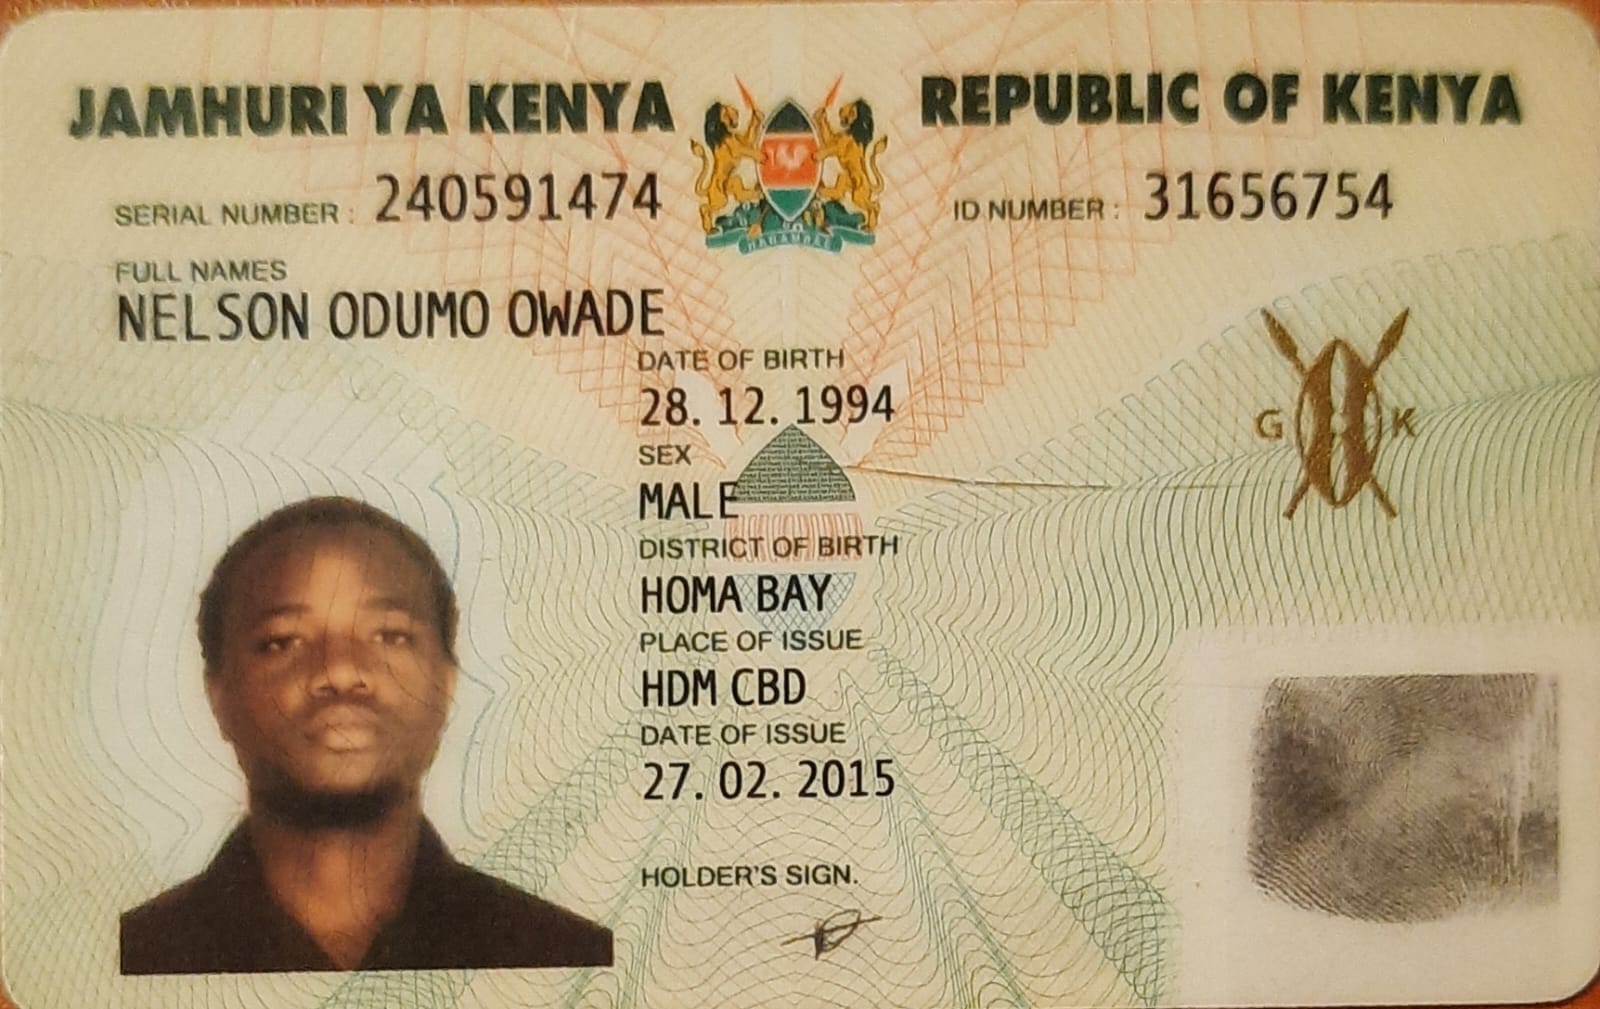 JAMHURI YA KENYA REPUBLIC OF KENYA
SERIAL NUMBER : 240591474 ID NUMBER : 31656754
FULL NAMES
NELSON ODUMO OWADE
DATE OF BIRTH
28. 12. 1994
SEX
MALE
G K
DISTRICT OF BIRTH
HOMA BAY
PLACE OF ISSUE
HDM CBD
DATE OF ISSUE
27. 02. 2015
HOLDER'S SIGN.
HARAMBEE